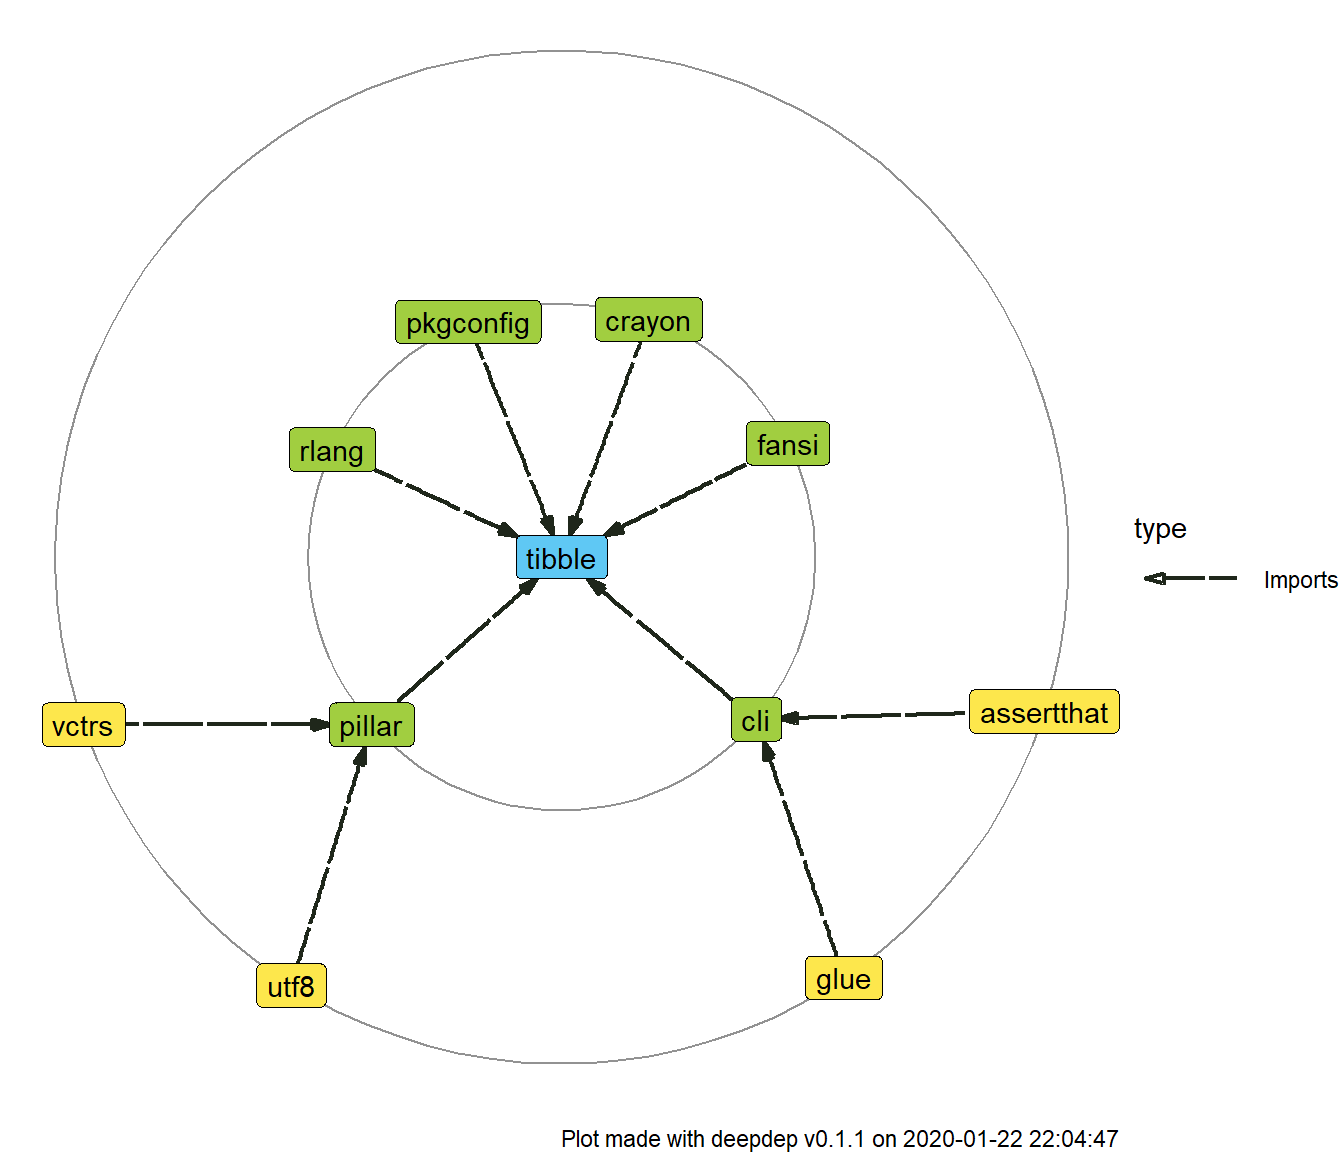 pkgconfig
crayon
rlang
fansi
type
tibble
Imports
vctrs
pillar
cli
assertthat
utf8
glue
Plot made with deepdep v0.1.1 on 2020-01-22 22:04:47